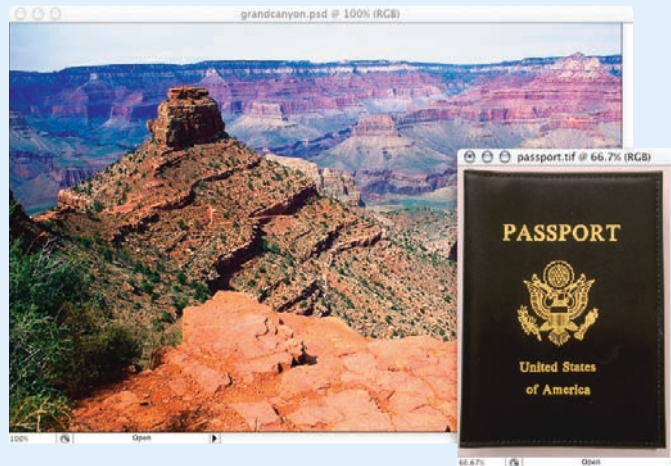 grandcanyon.psd @ 100% (RGB)
passport.tif @ 66.7% (RGB)
PASSPORT
United States
of America
100%
Open
66.67%
Open